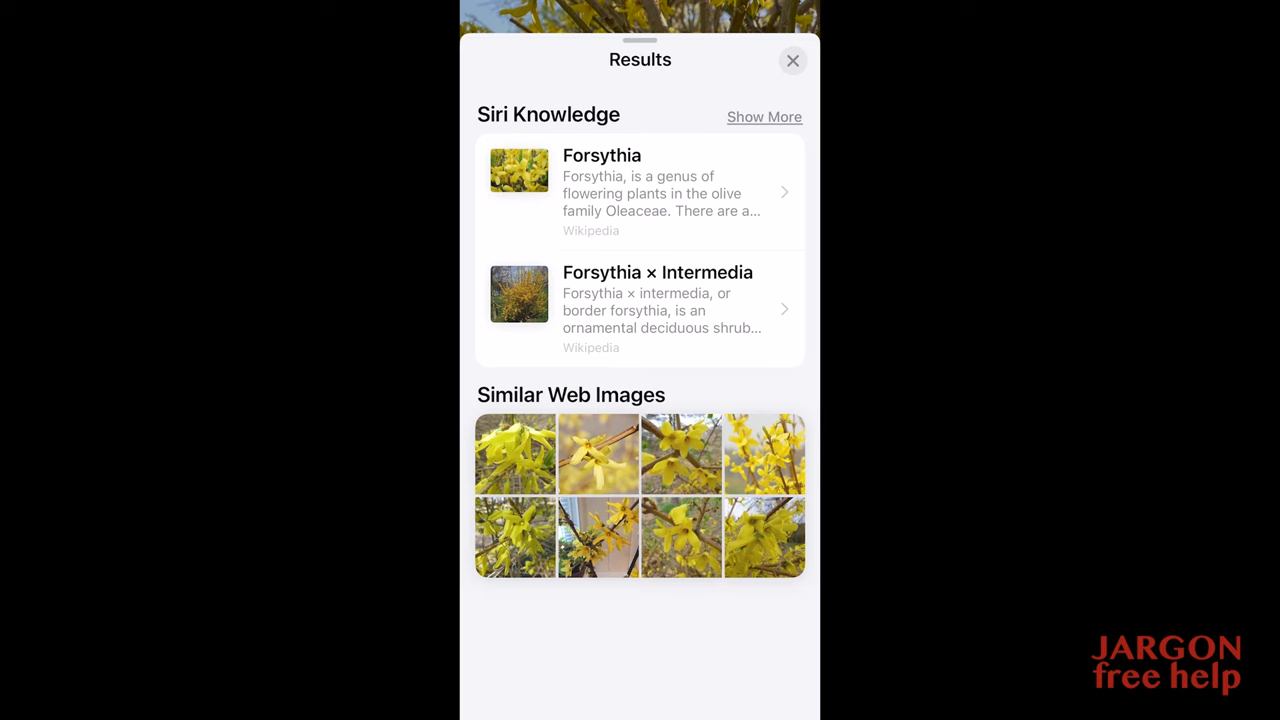 Results
Siri Knowledge
Show More
Forsythia
Forsythia, is a genus of
flowering plants in the olive
family Oleaceae. There are a...
Wikipedia
Forsythia × Intermedia
Forsythia × intermedia, or
border forsythia, is an
ornamental deciduous shrub...
Wikipedia
Similar Web Images
JARGON
free help